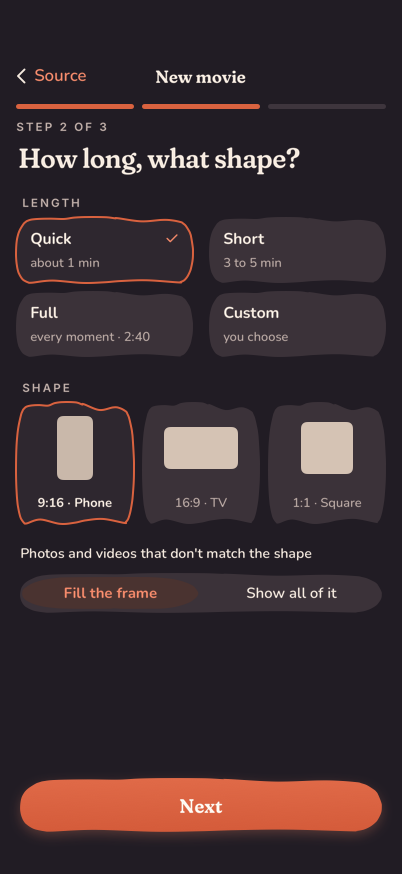 Source
New movie
STEP 2 OF 3
How long, what shape?
LENGTH
Quick
about 1 min
Short
3 to 5 min
Full
every moment · 2:40
Custom
you choose
SHAPE
9:16 · Phone
16:9 · TV
1:1 · Square
Photos and videos that don't match the shape
Fill the frame
Show all of it
Next